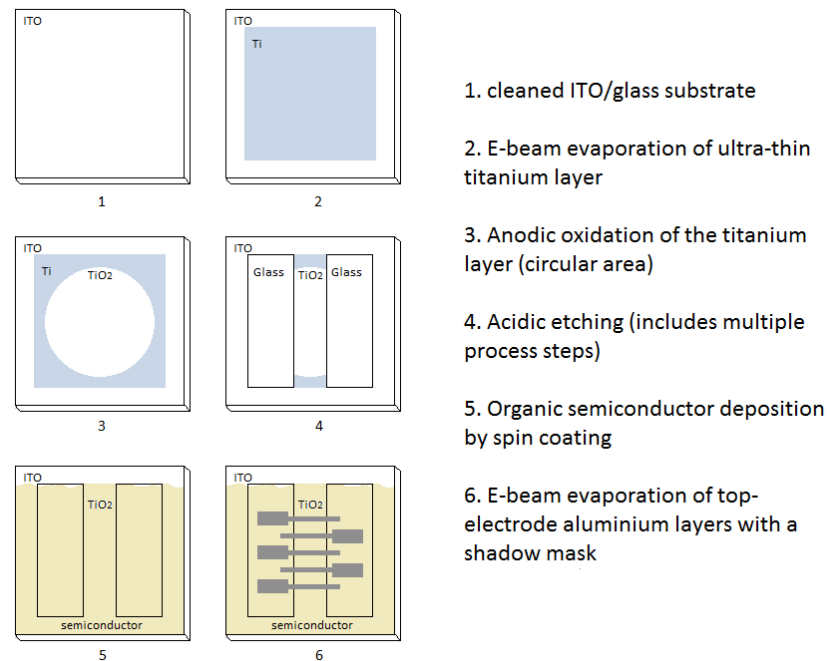 ITO
1
ITO
Ti
2
ITO
Ti
TiO2
3
ITO
Glass TiO2 Glass
4
ITO
TiO2
semiconductor
5
ITO
TiO2
semiconductor
6
1. cleaned ITO/glass substrate
2. E-beam evaporation of ultra-thin
titanium layer
3. Anodic oxidation of the titanium
layer (circular area)
4. Acidic etching (includes multiple
process steps)
5. Organic semiconductor deposition
by spin coating
6. E-beam evaporation of top-
electrode aluminium layers with a
shadow mask